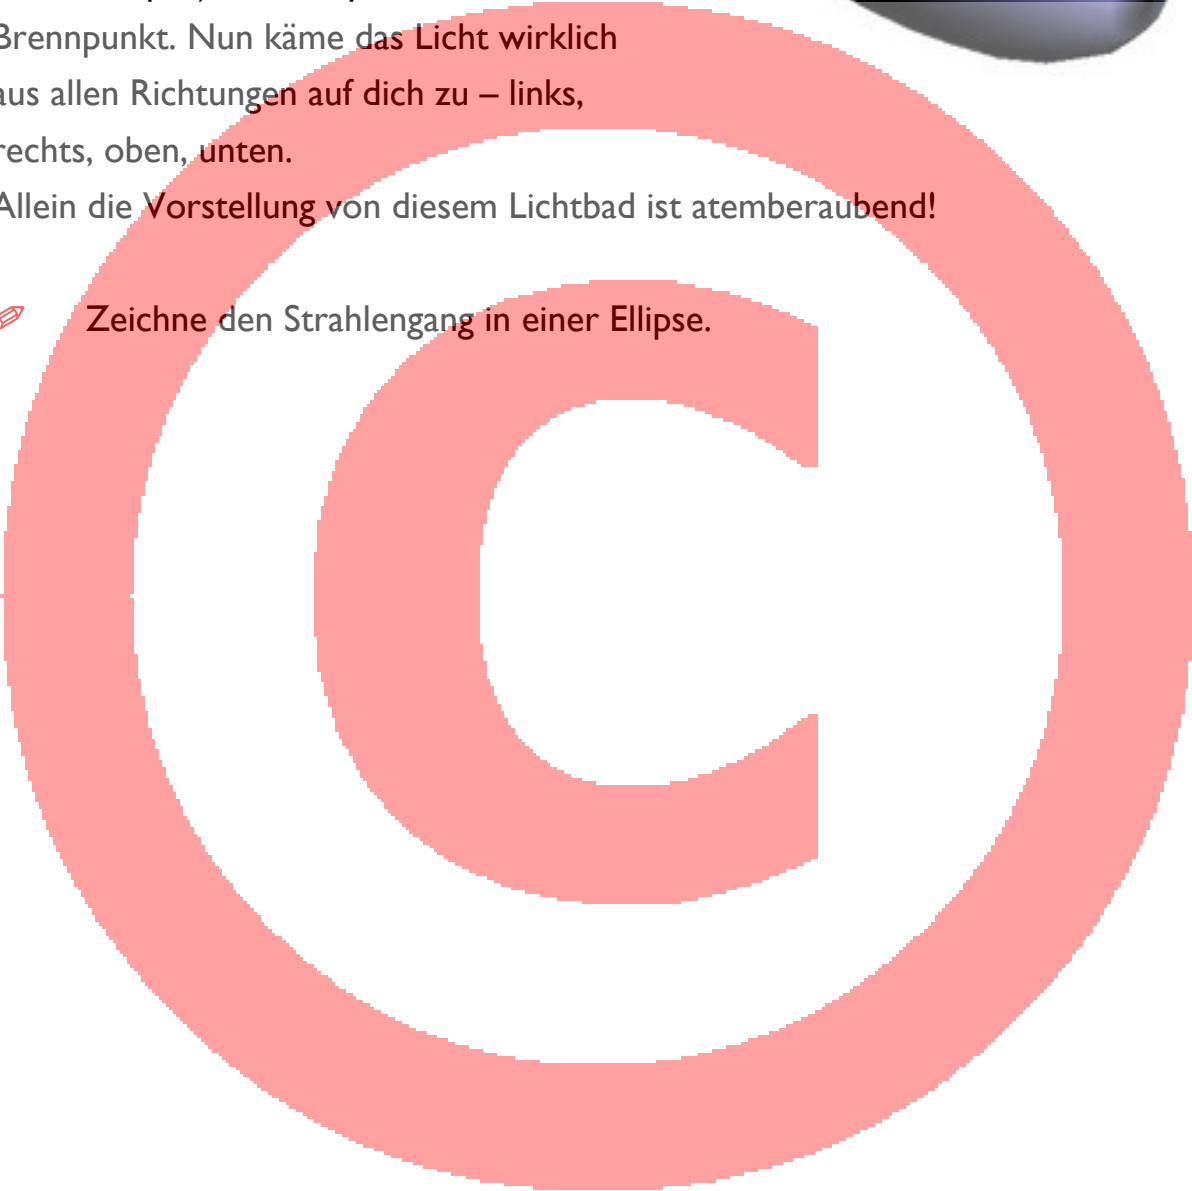 Brennpunkt. Nun käme das Licht wirklich
aus allen Richtungen auf dich zu – links,
rechts, oben, unten.
Allein die Vorstellung von diesem Lichtbad ist atemberaubend!
Zeichne den Strahlengang in einer Ellipse.